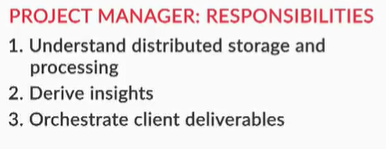 PROJECT MANAGER: RESPONSIBILITIES
1. Understand distributed storage and
processing
2. Derive insights
3. Orchestrate client deliverables